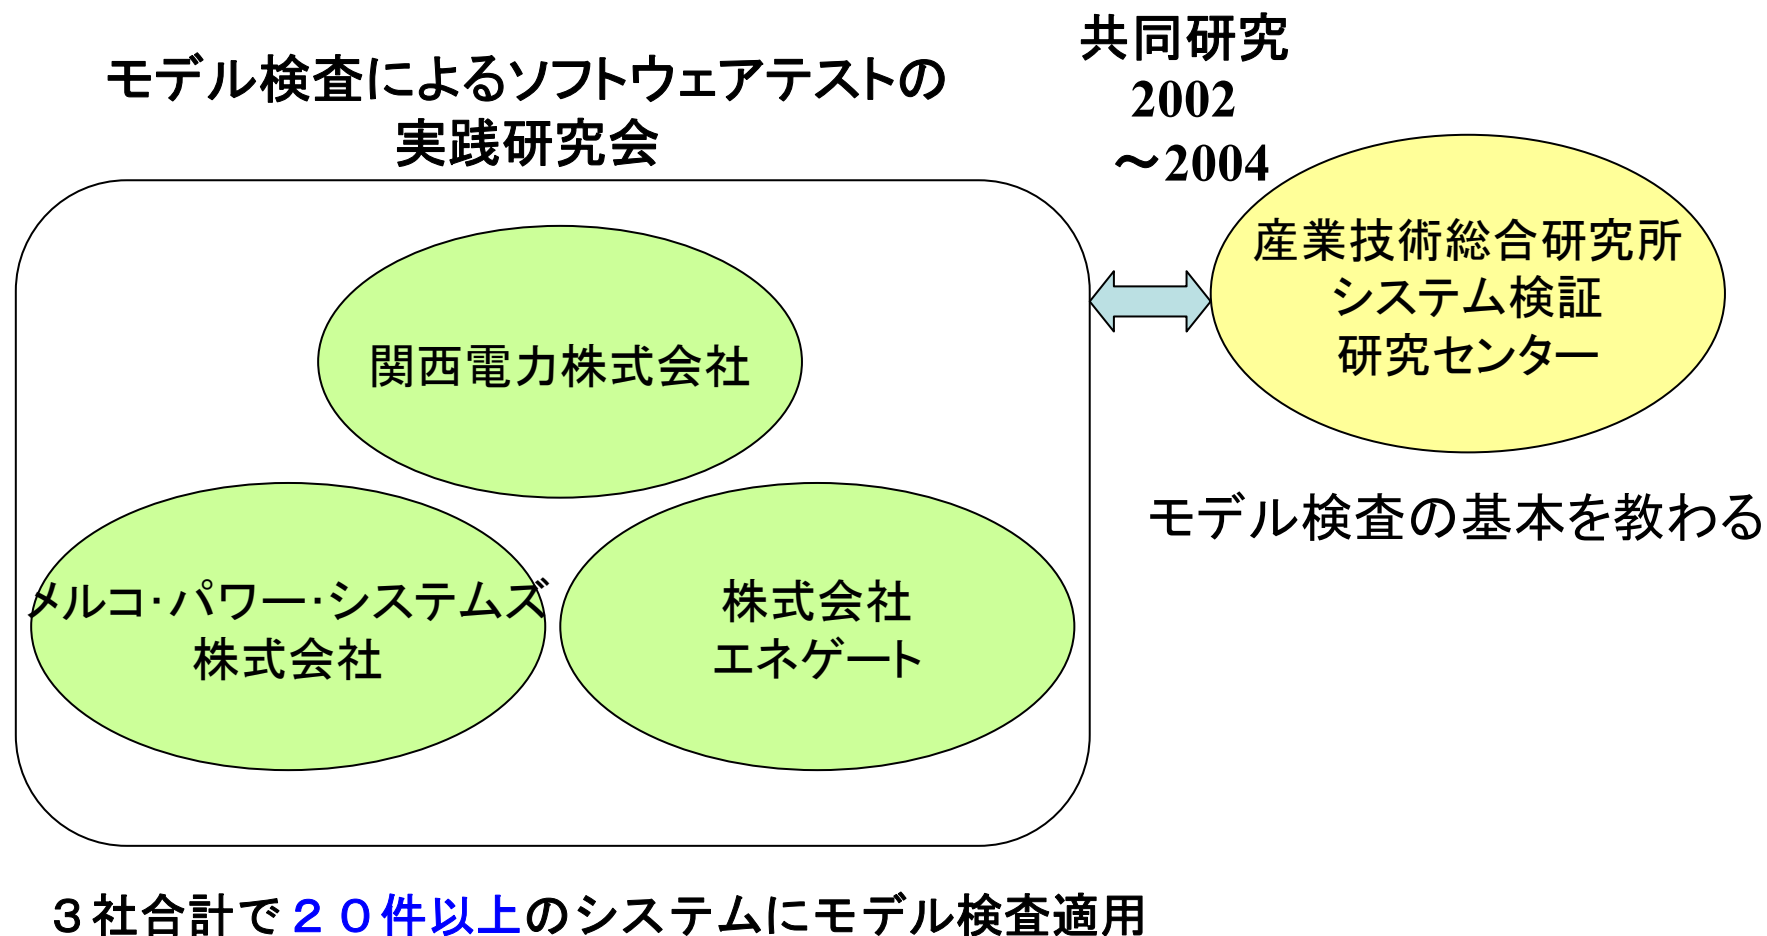 モデル検査によるソフトウェアテストの
実践研究会
共同研究
2002
～2004
産業技術総合研究所
システム検証
研究センター
関西電力株式会社
モデル検査の基本を教わる
メルコ・パワー・システムズ
株式会社
株式会社
エネゲート
３社合計で２０件以上のシステムにモデル検査適用